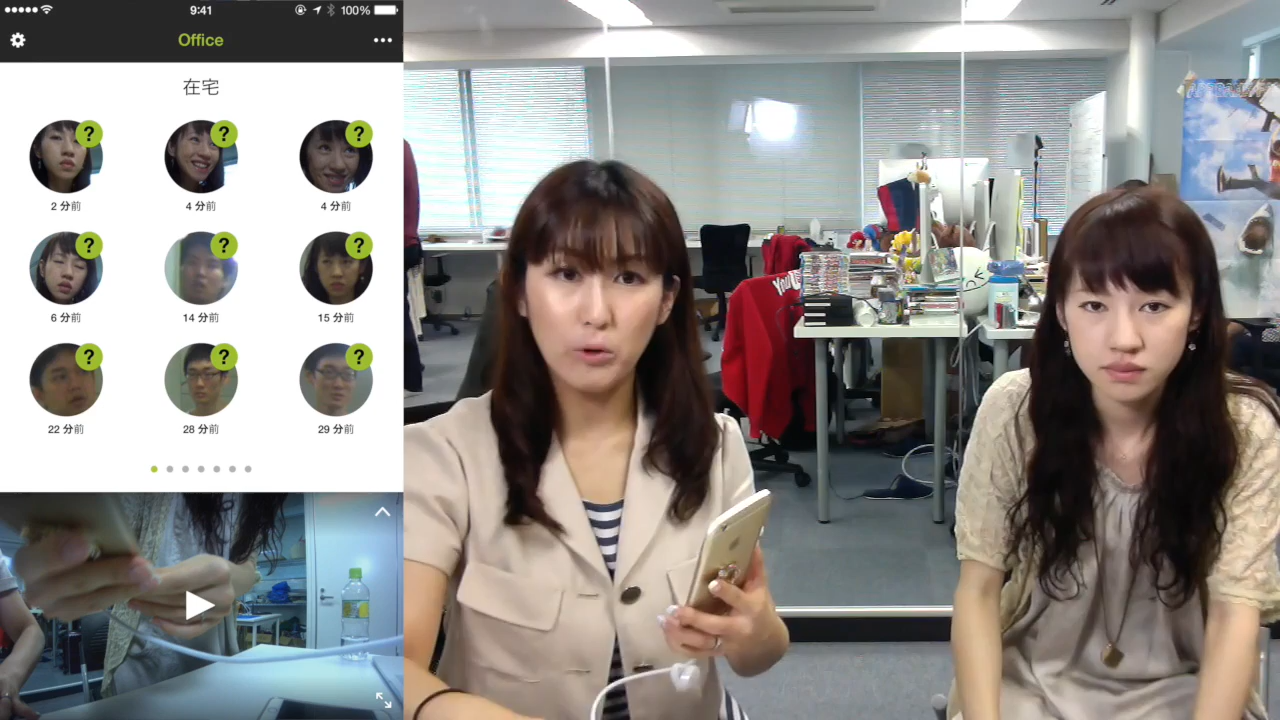 9:41
100%
Office
在宅
? ? ?
2 分前 4 分前 4 分前
? ? ?
6 分前 14 分前 15 分前
? ? ?
22 分前 28 分前 29 分前
You